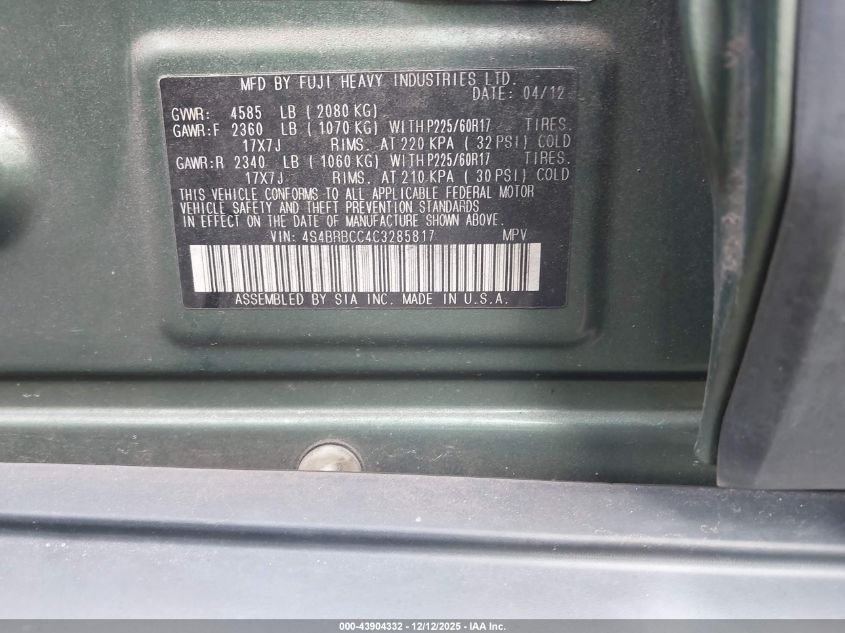 MFD BY FUJI HEAVY INDUSTRIES LTD.
DATE: 04/12
GVWR: 4585 LB ( 2080 KG)
GAWR:F 2360 LB ( 1070 KG) WITH P225/60R17 TIRES.
17X7J RIMS. AT 220 KPA ( 32 PSI) COLD
GAWR:R 2340 LB ( 1060 KG) WITH P225/60R17 TIRES.
17X7J RIMS. AT 210 KPA ( 30 PSI) COLD
THIS VEHICLE CONFORMS TO ALL APPLICABLE FEDERAL MOTOR
VEHICLE SAFETY AND THEFT PREVENTION STANDARDS
IN EFFECT ON THE DATE OF MANUFACTURE SHOWN ABOVE.
VIN: 4S4BRBCC4C3285817 MPV
ASSEMBLED BY SIA INC. MADE IN U.S.A.
000-43904332 - 12/12/2025 - IAA Inc.